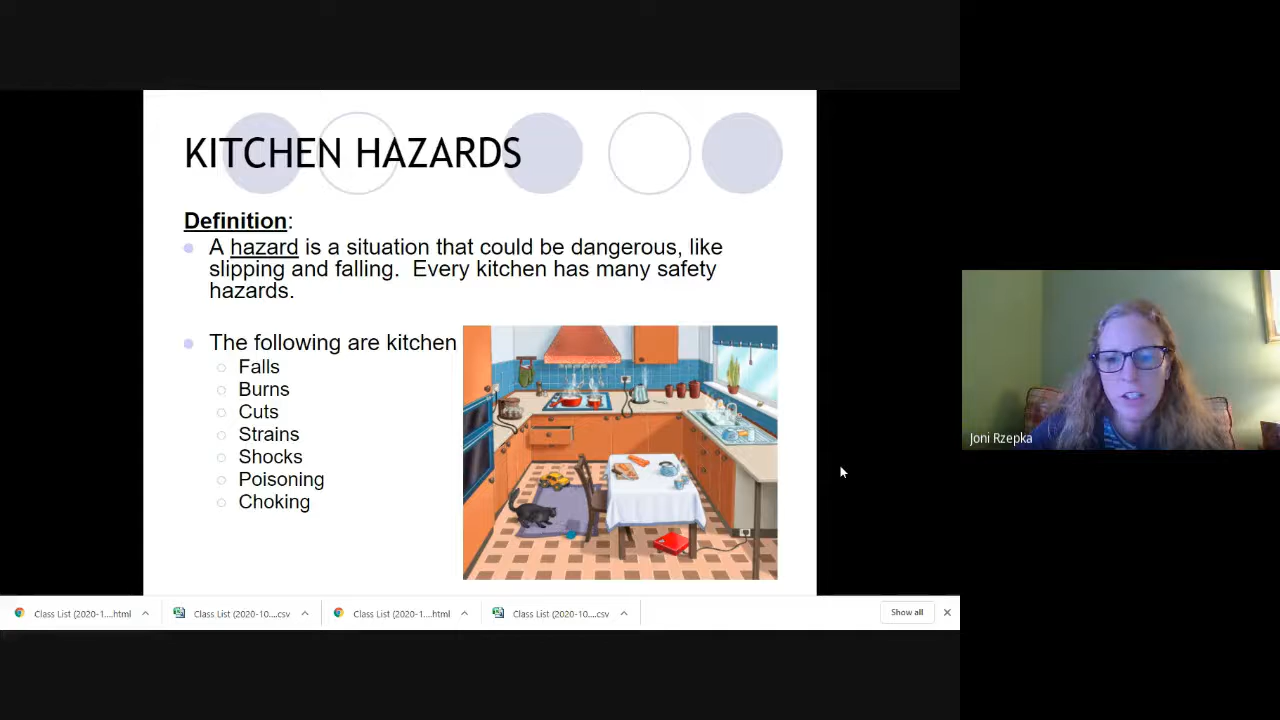 KITCHEN HAZARDS
Definition:
A hazard is a situation that could be dangerous, like
slipping and falling. Every kitchen has many safety
hazards.
The following are kitchen
Falls
Burns
Cuts
Strains
Shocks
Poisoning
Choking
Joni Rzepka
Class List (2020-1....html
Class List (2020-10....csv
Class List (2020-1....html
Class List (2020-10....csv
Show all